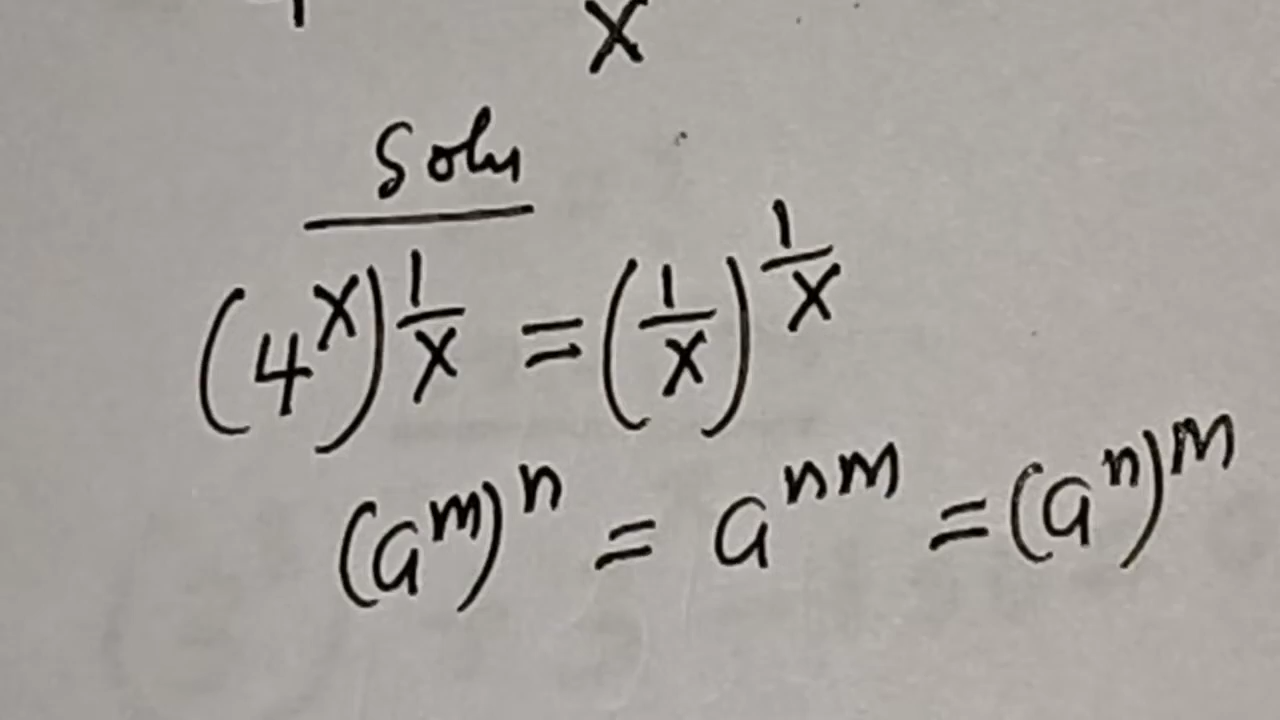 x
Soln
(4^x)^(1/x) = (1/x)^(1/x)
(a^m)^n = a^(nm) = (a^n)^m